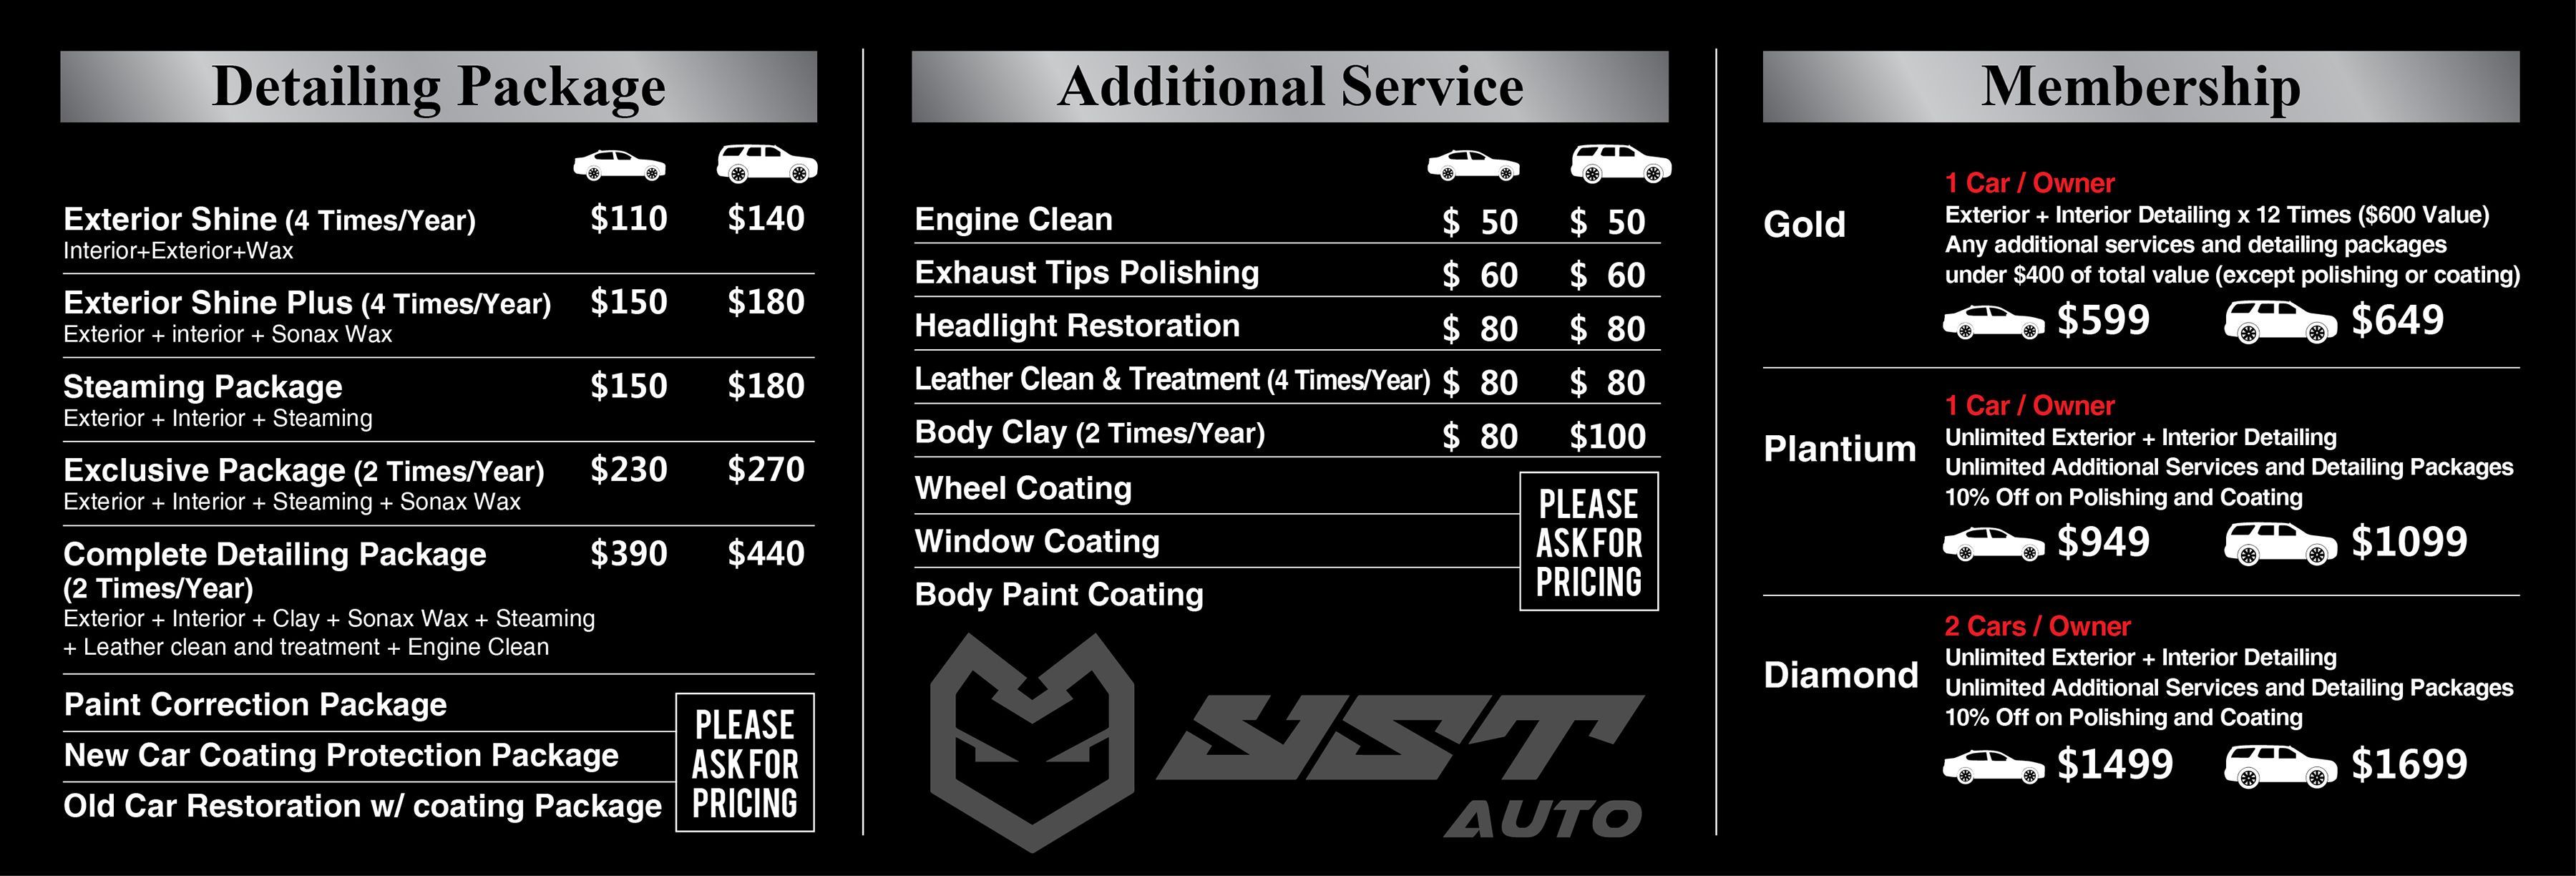 Detailing Package
Exterior Shine (4 Times/Year) $110 $140
Interior+Exterior+Wax
Exterior Shine Plus (4 Times/Year) $150 $180
Exterior + interior + Sonax Wax
Steaming Package $150 $180
Exterior + Interior + Steaming
Exclusive Package (2 Times/Year) $230 $270
Exterior + Interior + Steaming + Sonax Wax
Complete Detailing Package $390 $440
(2 Times/Year)
Exterior + Interior + Clay + Sonax Wax + Steaming
+ Leather clean and treatment + Engine Clean
Paint Correction Package
New Car Coating Protection Package
Old Car Restoration w/ coating Package
PLEASE
ASK FOR
PRICING
Additional Service
Engine Clean $ 50 $ 50
Exhaust Tips Polishing $ 60 $ 60
Headlight Restoration $ 80 $ 80
Leather Clean & Treatment (4 Times/Year) $ 80 $ 80
Body Clay (2 Times/Year) $ 80 $100
Wheel Coating
Window Coating
Body Paint Coating
PLEASE
ASK FOR
PRICING
YST
AUTO
Membership
Gold
1 Car / Owner
Exterior + Interior Detailing x 12 Times ($600 Value)
Any additional services and detailing packages
under $400 of total value (except polishing or coating)
$599 $649
Plantium
1 Car / Owner
Unlimited Exterior + Interior Detailing
Unlimited Additional Services and Detailing Packages
10% Off on Polishing and Coating
$949 $1099
Diamond
2 Cars / Owner
Unlimited Exterior + Interior Detailing
Unlimited Additional Services and Detailing Packages
10% Off on Polishing and Coating
$1499 $1699